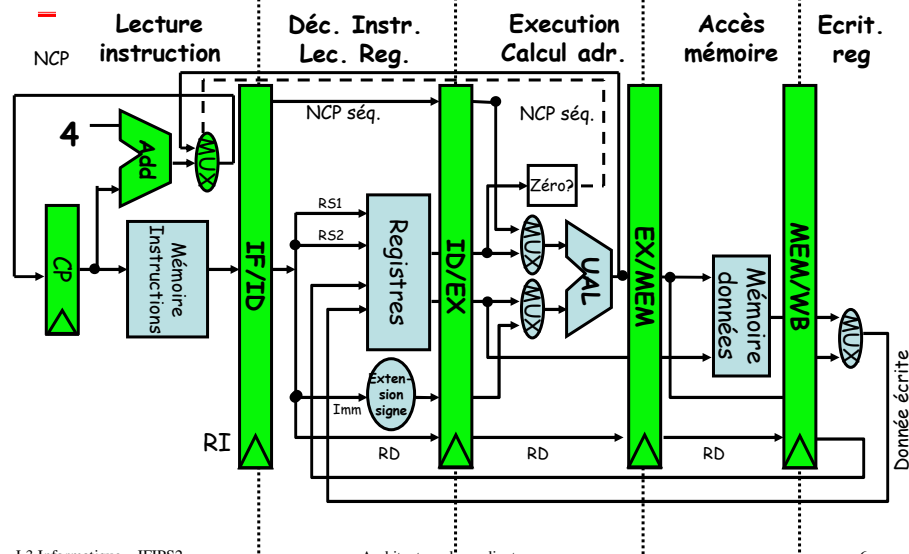 Lecture
instruction
Déc. Instr.
Lec. Reg.
Execution
Calcul adr.
Accès
mémoire
Ecrit.
reg
NCP
4
Add
MUX
NCP séq.
NCP séq.
Zéro?
CP
Mémoire
Instructions
IF/ID
RS1
RS2
Registres
ID/EX
MUX
MUX
UAL
EX/MEM
Mémoire
données
MEM/WB
MUX
Donnée écrite
Exten-
sion
signe
Imm
RI
RD
RD
RD